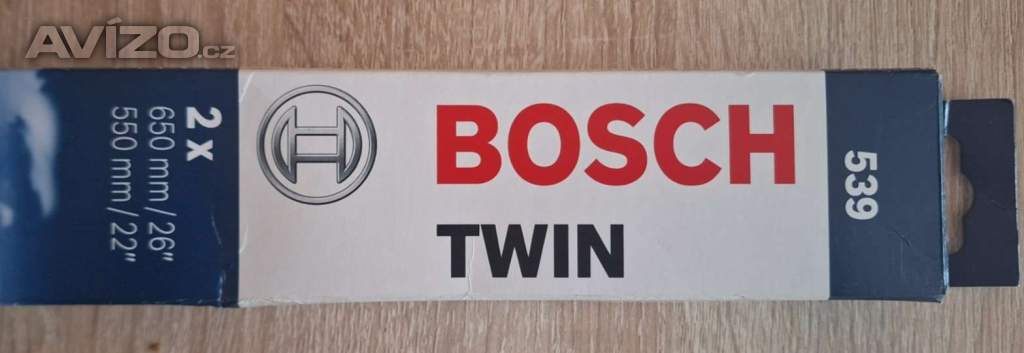 AVÍZO.cz
2 x
650 mm / 26"
550 mm / 22"
BOSCH
TWIN
539